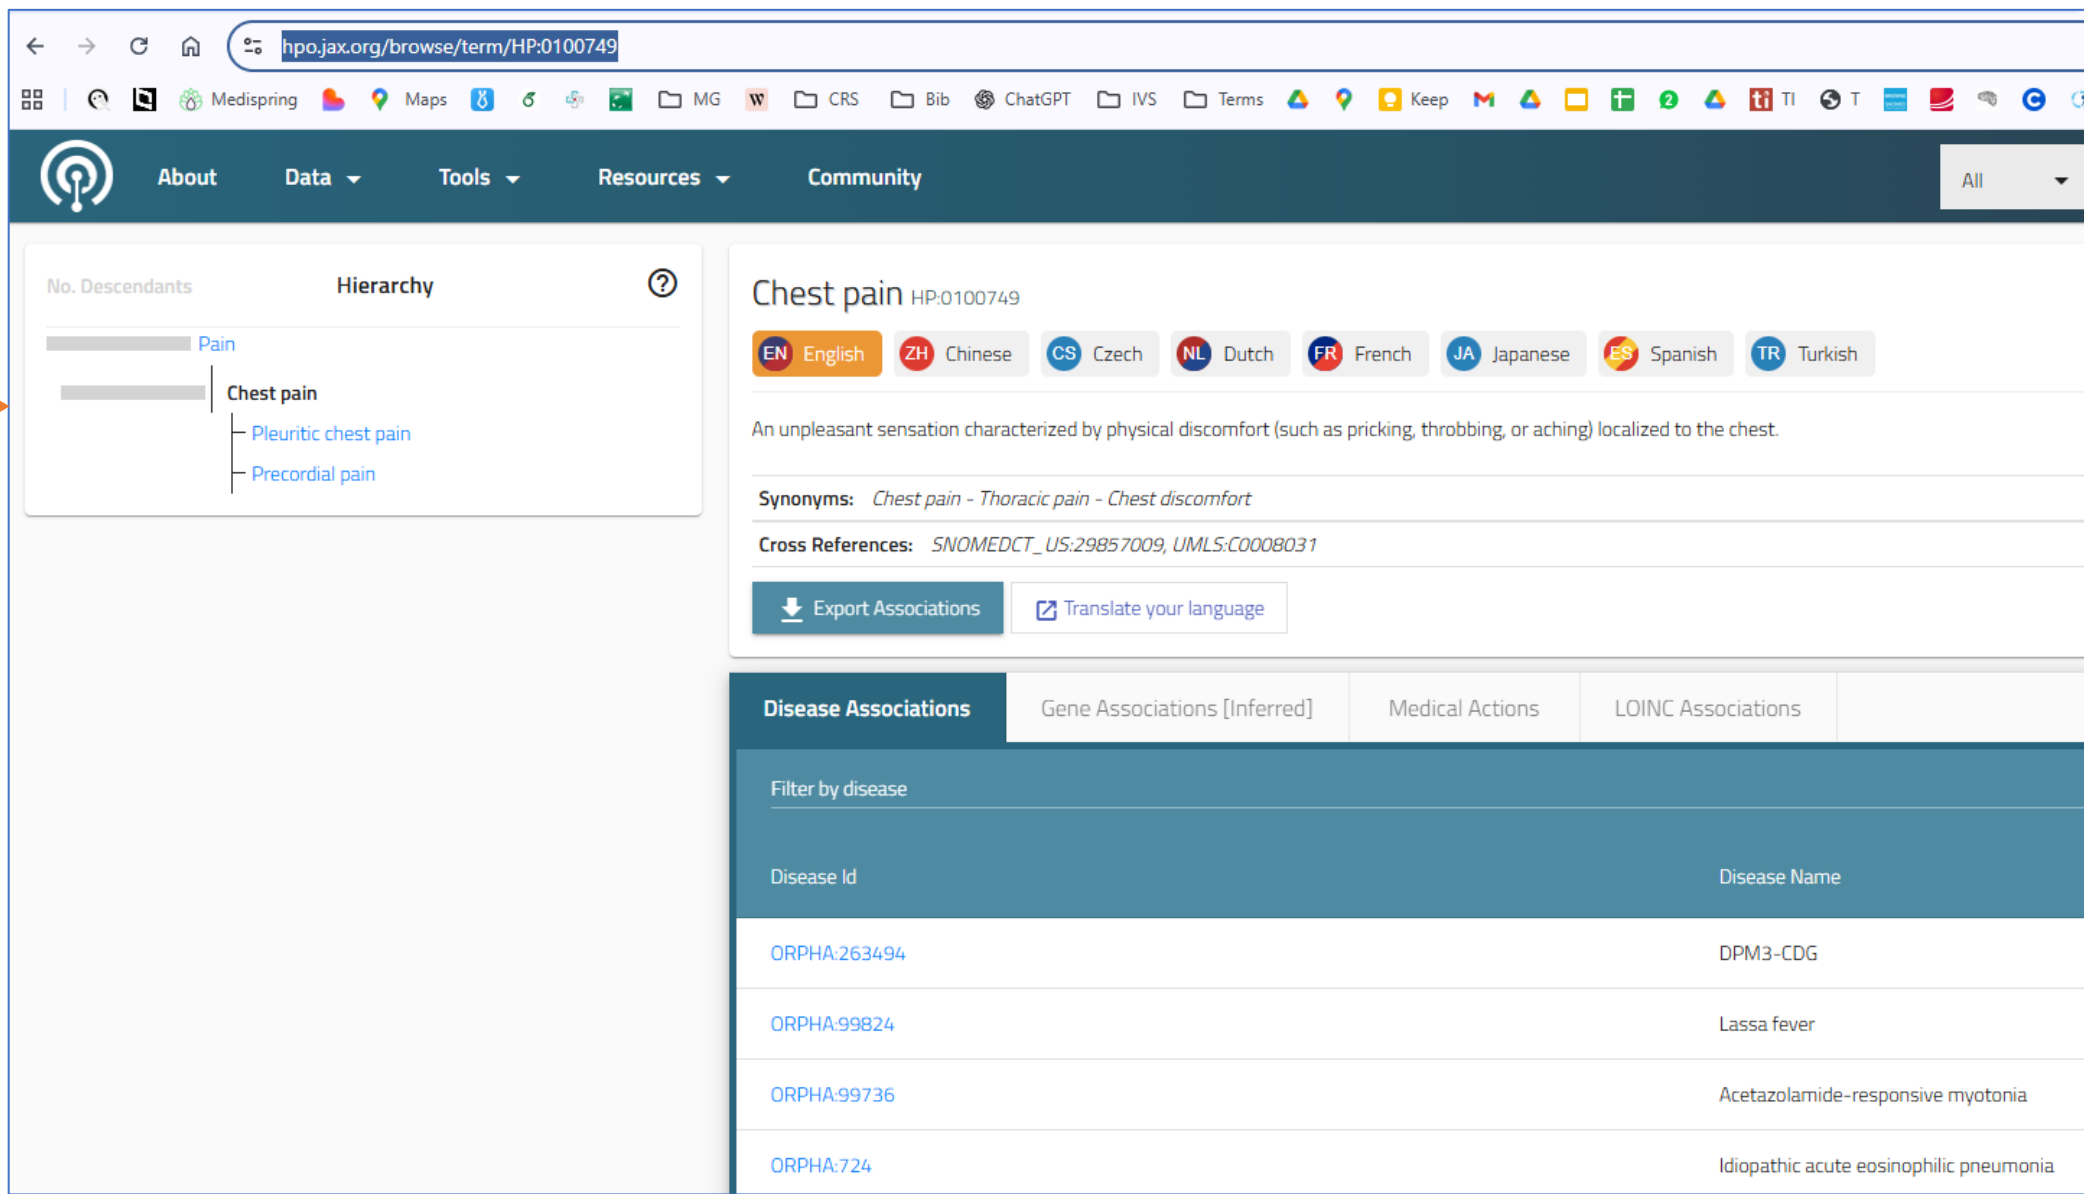 hpo.jax.org/browse/term/HP:0100749
Medispring Maps MG W CRS Bib ChatGPT IVS Terms Keep ti TI T
About Data Tools Resources Community All
No. Descendants Hierarchy
Pain
Chest pain
Pleuritic chest pain
Precordial pain
Chest pain HP:0100749
EN English ZH Chinese CS Czech NL Dutch FR French JA Japanese ES Spanish TR Turkish
An unpleasant sensation characterized by physical discomfort (such as pricking, throbbing, or aching) localized to the chest.
Synonyms: Chest pain - Thoracic pain - Chest discomfort
Cross References: SNOMEDCT_US:29857009, UMLS:C0008031
Export Associations Translate your language
Disease Associations Gene Associations [Inferred] Medical Actions LOINC Associations
Filter by disease
Disease Id Disease Name
ORPHA:263494 DPM3-CDG
ORPHA:99824 Lassa fever
ORPHA:99736 Acetazolamide-responsive myotonia
ORPHA:724 Idiopathic acute eosinophilic pneumonia